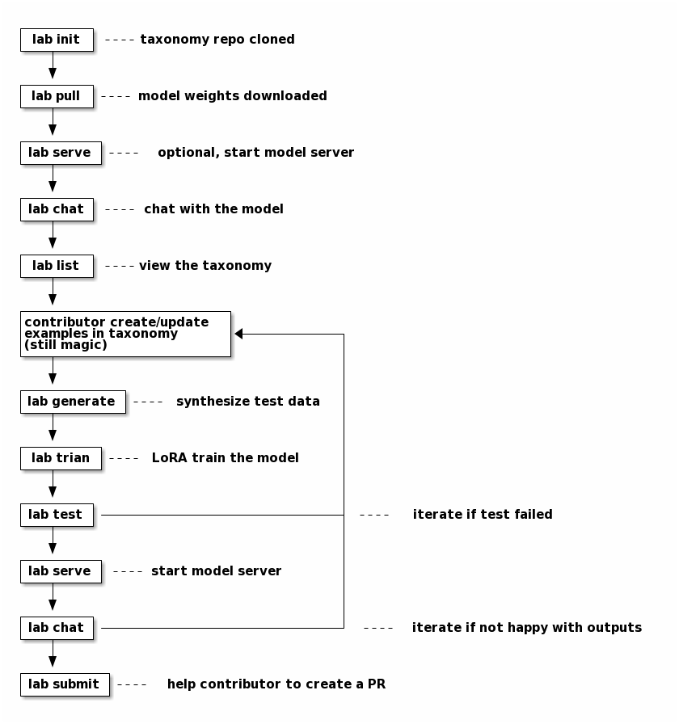 lab init ---- taxonomy repo cloned
lab pull ---- model weights downloaded
lab serve ---- optional, start model server
lab chat ---- chat with the model
lab list ---- view the taxonomy
contributor create/update
examples in taxonomy
(still magic)
lab generate ---- synthesize test data
lab trian ---- LoRA train the model
lab test ---- iterate if test failed
lab serve ---- start model server
lab chat ---- iterate if not happy with outputs
lab submit ---- help contributor to create a PR